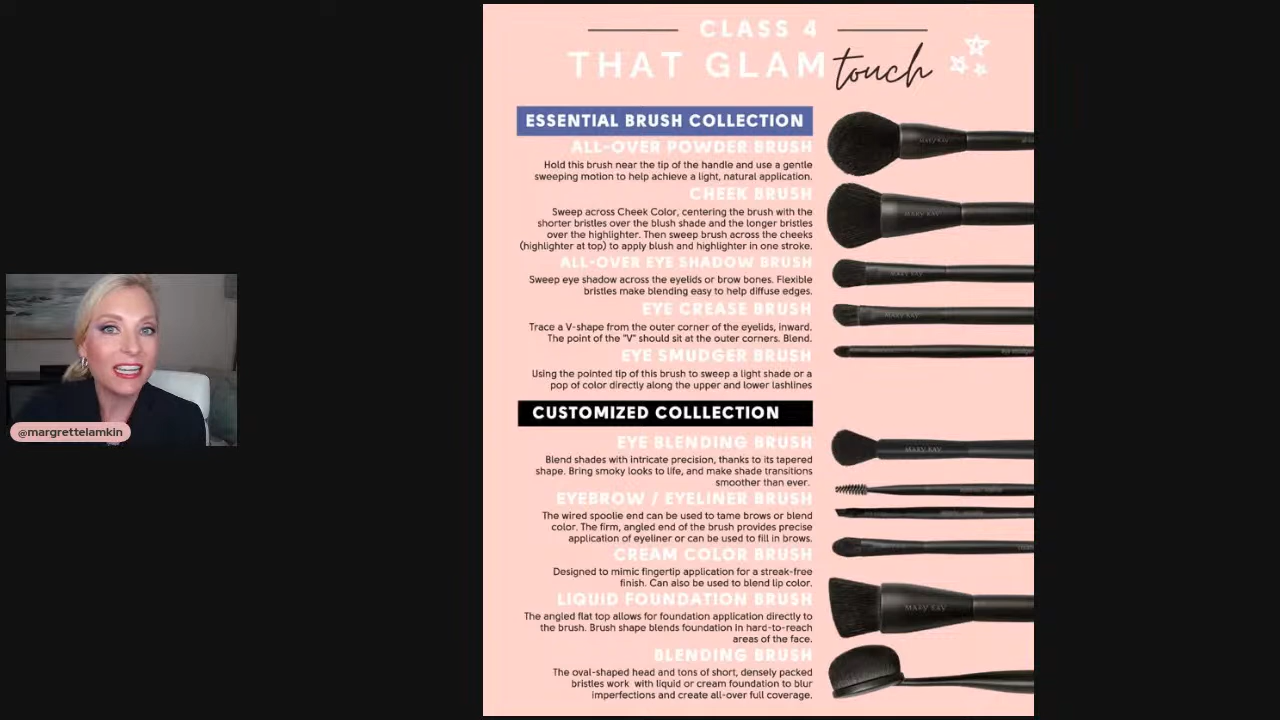 CLASS 4
THAT GLAM touch
ESSENTIAL BRUSH COLLECTION
ALL-OVER POWDER BRUSH
Hold this brush near the tip of the handle and use a gentle
sweeping motion to help achieve a light, natural application.
MARY KAY
CHEEK BRUSH
Sweep across Cheek Color, centering the brush with the
shorter bristles over the blush shade and the longer bristles
over the highlighter. Then sweep brush across the cheeks
(highlighter at top) to apply blush and highlighter in one stroke.
MARY KAY
ALL-OVER EYE SHADOW BRUSH
Sweep eye shadow across the eyelids or brow bones. Flexible
bristles make blending easy to help diffuse edges.
MARY KAY
EYE CREASE BRUSH
Trace a V-shape from the outer corner of the eyelids, inward.
The point of the "V" should sit at the outer corners. Blend.
MARY KAY
EYE SMUDGER BRUSH
Using the pointed tip of this brush to sweep a light shade or a
pop of color directly along the upper and lower lashlines
CUSTOMIZED COLLLECTION
EYE BLENDING BRUSH
Blend shades with intricate precision, thanks to its tapered
shape. Bring smoky looks to life, and make shade transitions
smoother than ever.
MARY KAY
EYEBROW / EYELINER BRUSH
The wired spoolie end can be used to tame brows or blend
color. The firm, angled end of the brush provides precise
application of eyeliner or can be used to fill in brows.
CREAM COLOR BRUSH
Designed to mimic fingertip application for a streak-free
finish. Can also be used to blend lip color.
LIQUID FOUNDATION BRUSH
The angled flat top allows for foundation application directly to
the brush. Brush shape blends foundation in hard-to-reach
areas of the face.
MARY KAY
BLENDING BRUSH
The oval-shaped head and tons of short, densely packed
bristles work with liquid or cream foundation to blur
imperfections and create all-over full coverage.
@margrettelamkin